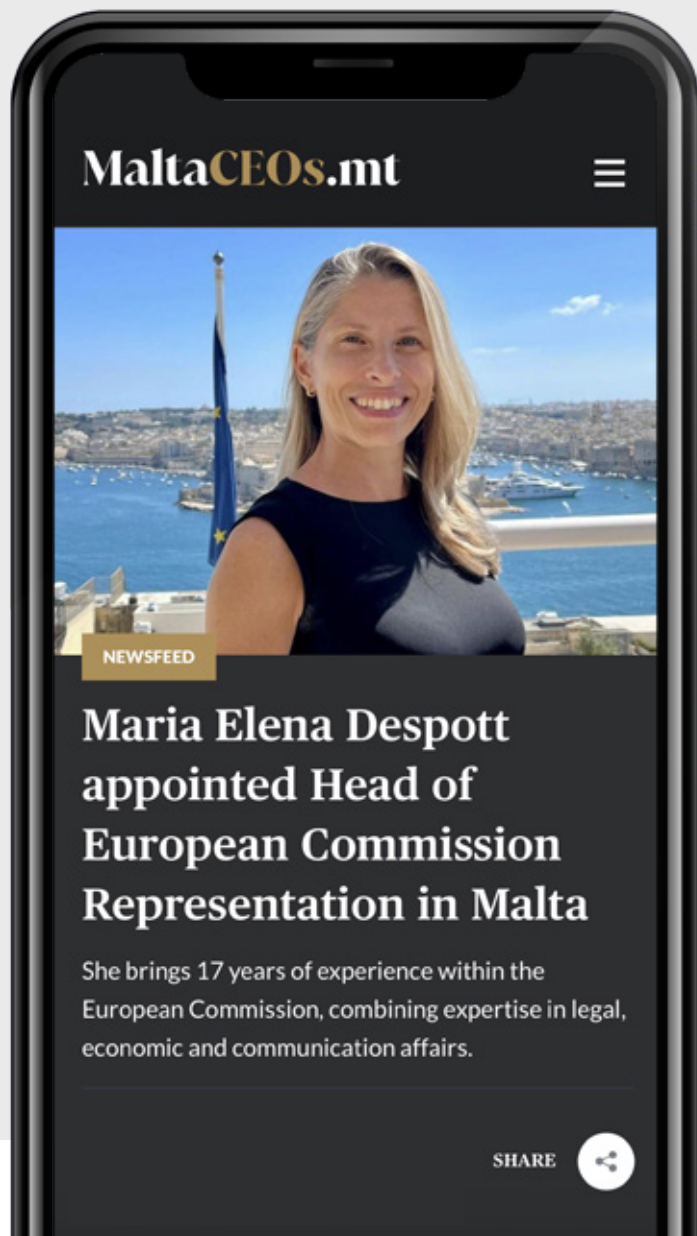 MaltaCEOs.mt
NEWSFEED
Maria Elena Despott
appointed Head of
European Commission
Representation in Malta
She brings 17 years of experience within the
European Commission, combining expertise in legal,
economic and communication affairs.
SHARE